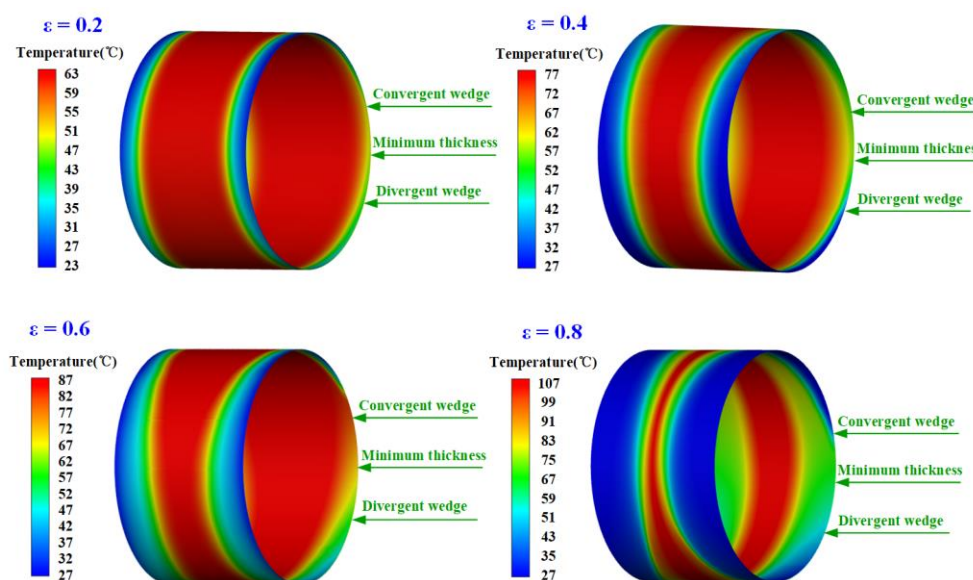 ε = 0.2
Temperature(℃)
63
59
55
51
47
43
39
35
31
27
23
Convergent wedge
Minimum thickness
Divergent wedge
ε = 0.4
Temperature(℃)
77
72
67
62
57
52
47
42
37
32
27
Convergent wedge
Minimum thickness
Divergent wedge
ε = 0.6
Temperature(℃)
87
82
77
72
67
62
57
52
47
42
37
32
27
Convergent wedge
Minimum thickness
Divergent wedge
ε = 0.8
Temperature(℃)
107
99
91
83
75
67
59
51
43
35
27
Convergent wedge
Minimum thickness
Divergent wedge